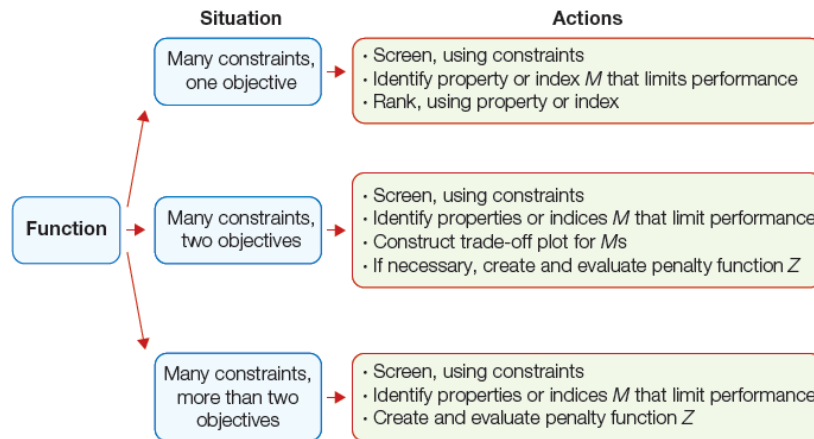 Situation
Actions
Many constraints,
one objective
· Screen, using constraints
· Identify property or index M that limits performance
· Rank, using property or index
Function
Many constraints,
two objectives
· Screen, using constraints
· Identify properties or indices M that limit performance
· Construct trade-off plot for Ms
· If necessary, create and evaluate penalty function Z
Many constraints,
more than two
objectives
· Screen, using constraints
· Identify properties or indices M that limit performance
· Create and evaluate penalty function Z